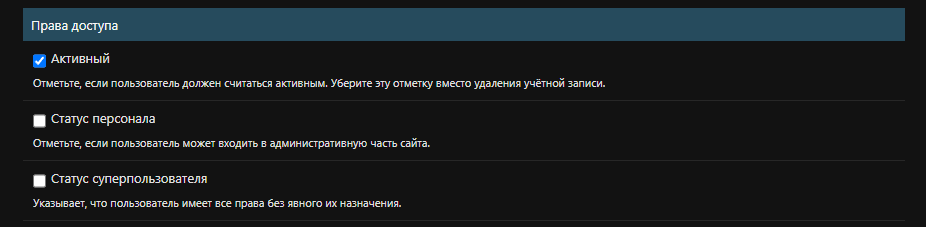 Права доступа
Активный
Отметьте, если пользователь должен считаться активным. Уберите эту отметку вместо удаления учётной записи.
Статус персонала
Отметьте, если пользователь может входить в административную часть сайта.
Статус суперпользователя
Указывает, что пользователь имеет все права без явного их назначения.